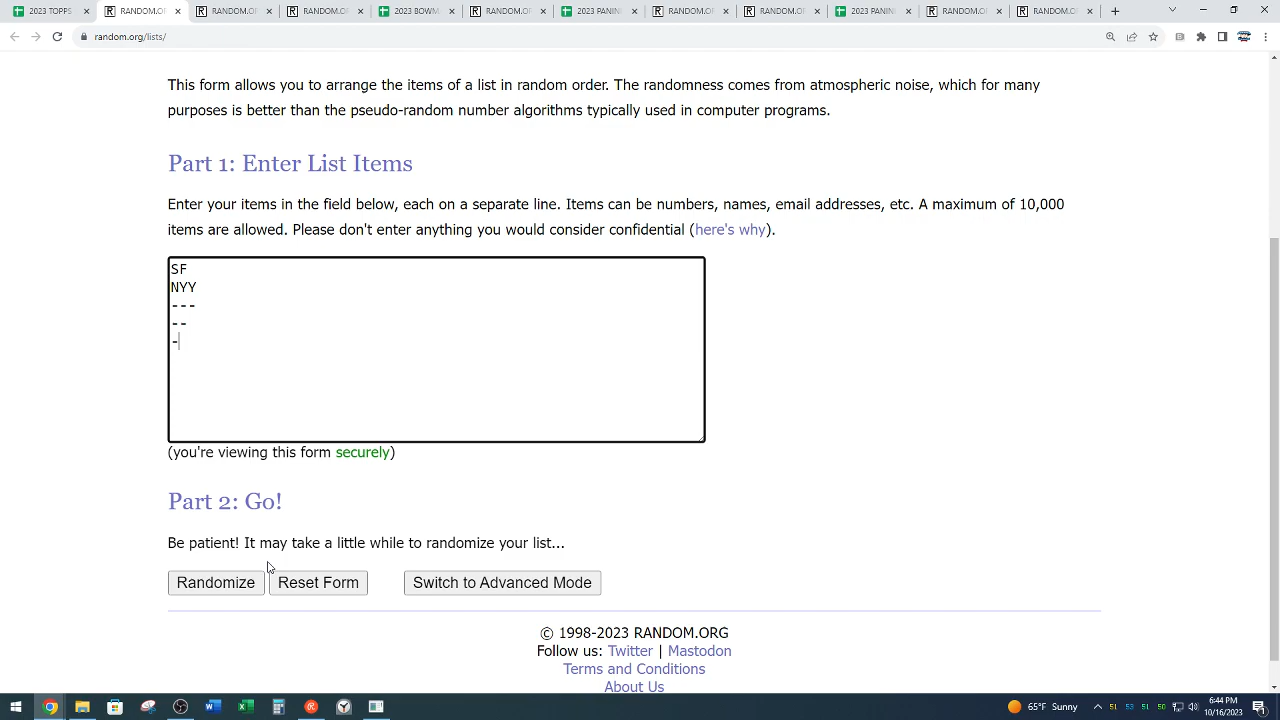 2023 TOPPS
RANDOM.OR
RANDOM.OR
RANDOM.OR
2023 BOWM
RANDOM.OR
2023 PANINI
RANDOM.OR
RANDOM.OR
2023 PANINI
RANDOM.OR
RANDOM.OR
random.org/lists/
This form allows you to arrange the items of a list in random order. The randomness comes from atmospheric noise, which for many
purposes is better than the pseudo-random number algorithms typically used in computer programs.
Part 1: Enter List Items
Enter your items in the field below, each on a separate line. Items can be numbers, names, email addresses, etc. A maximum of 10,000
items are allowed. Please don't enter anything you would consider confidential (here's why).
SF
NYY
---
--
-
(you're viewing this form securely)
Part 2: Go!
Be patient! It may take a little while to randomize your list...
Randomize Reset Form Switch to Advanced Mode
© 1998-2023 RANDOM.ORG
Follow us: Twitter | Mastodon
Terms and Conditions
About Us
65°F Sunny
51 53 51 50
6:44 PM
10/16/2023